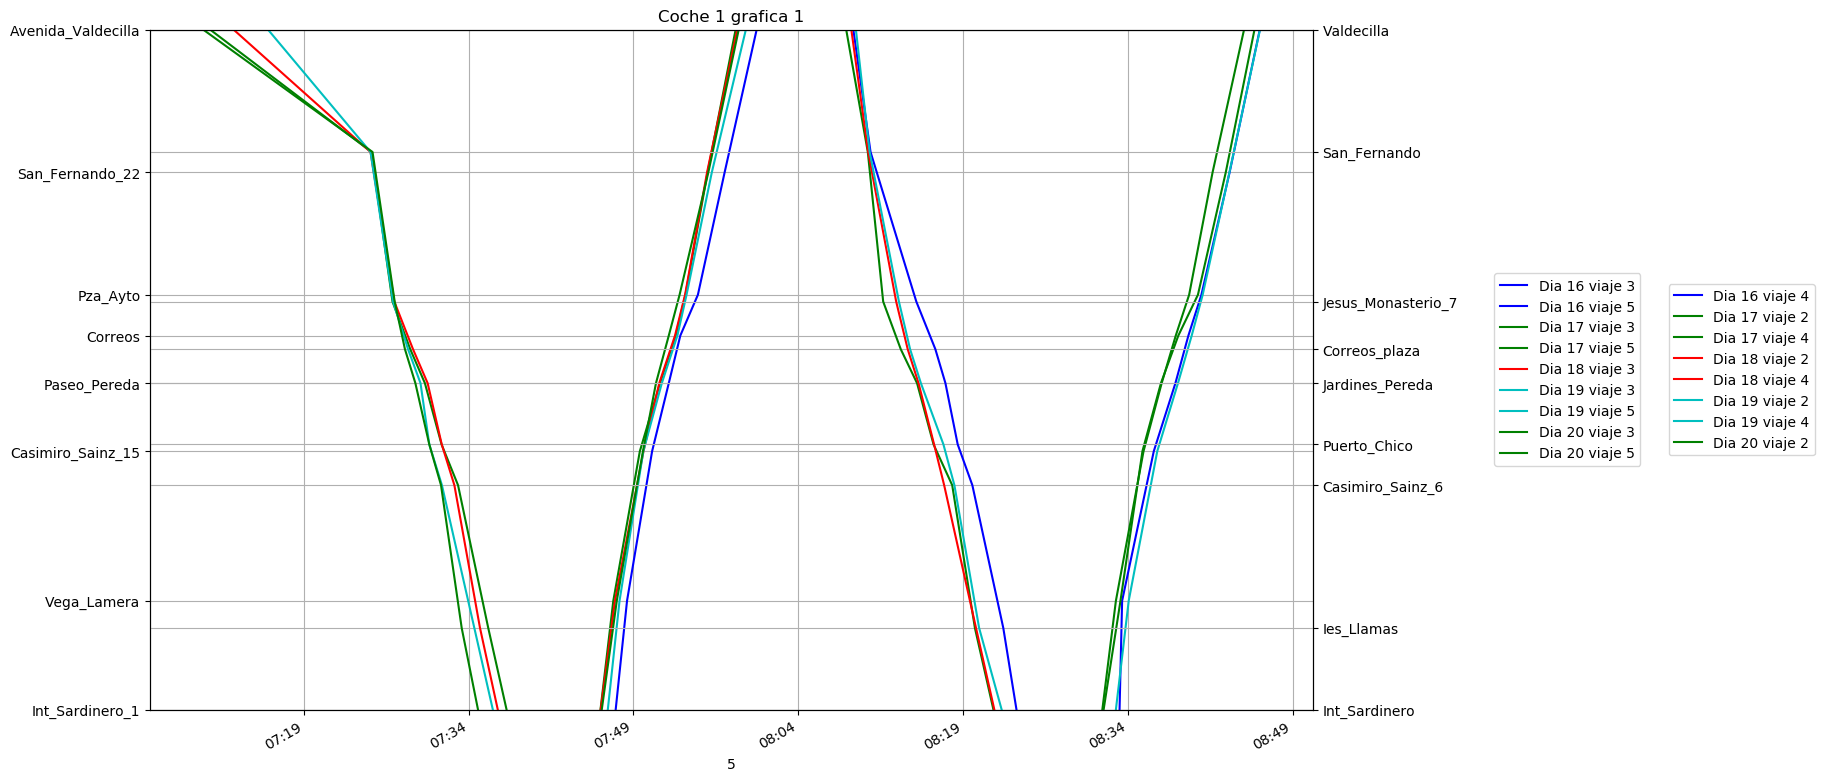 Coche 1 grafica 1
Avenida_Valdecilla
San_Fernando_22
Pza_Ayto
Correos
Paseo_Pereda
Casimiro_Sainz_15
Vega_Lamera
Int_Sardinero_1
Valdecilla
San_Fernando
Jesus_Monasterio_7
Correos_plaza
Jardines_Pereda
Puerto_Chico
Casimiro_Sainz_6
Ies_Llamas
Int_Sardinero
07:19
07:34
07:49
08:04
08:19
08:34
08:49
5
Dia 16 viaje 3
Dia 16 viaje 5
Dia 17 viaje 3
Dia 17 viaje 5
Dia 18 viaje 3
Dia 19 viaje 3
Dia 19 viaje 5
Dia 20 viaje 3
Dia 20 viaje 5
Dia 16 viaje 4
Dia 17 viaje 2
Dia 17 viaje 4
Dia 18 viaje 2
Dia 18 viaje 4
Dia 19 viaje 2
Dia 19 viaje 4
Dia 20 viaje 2